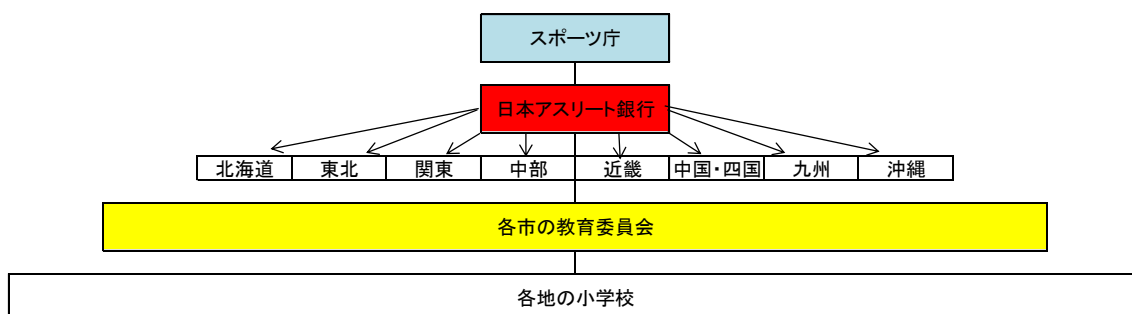 スポーツ庁
日本アスリート銀行
北海道 東北 関東 中部 近畿 中国・四国 九州 沖縄
各市の教育委員会
各地の小学校